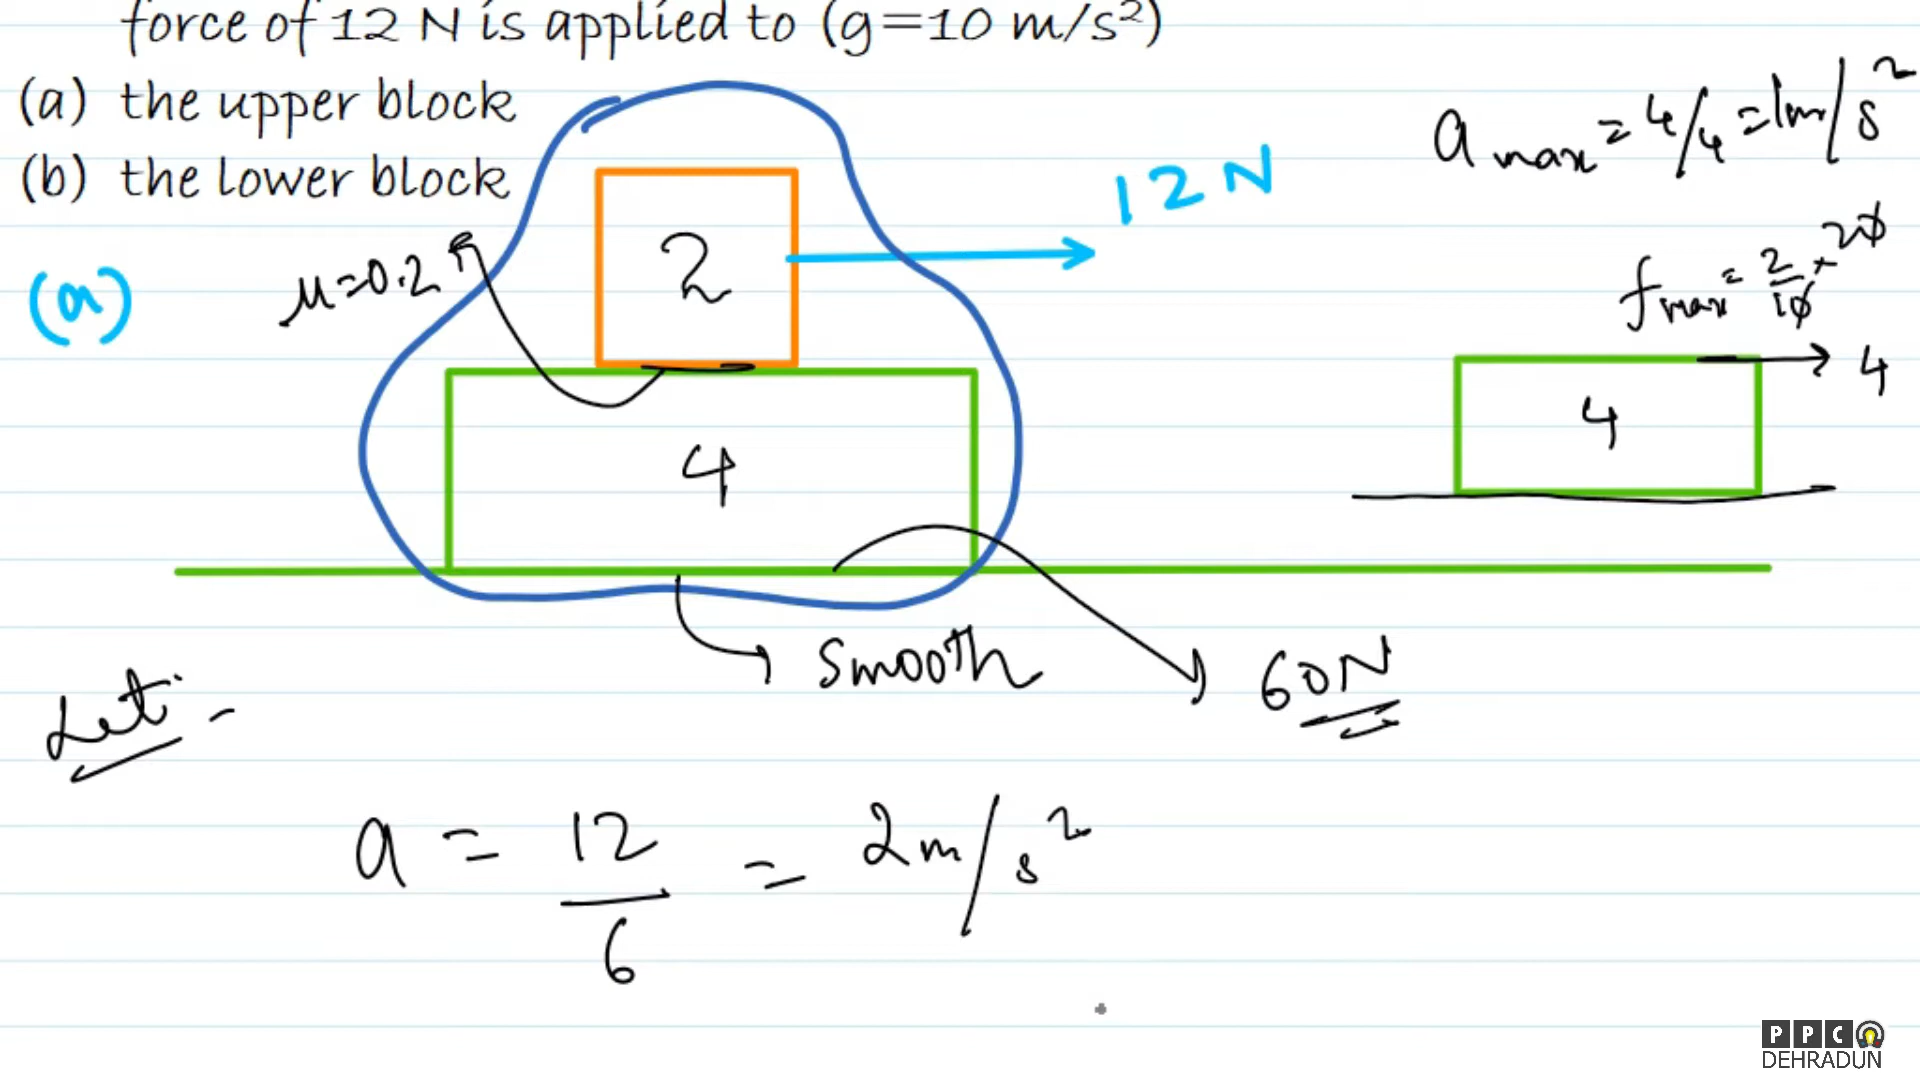 force of 12 N is applied to (g=10 m/s²)
(a) the upper block
(b) the lower block
(a)
μ=0.2
2
12 N
a max = 4/4 = 1m/s²
f max = 2/10 × 20
4
4
4
smooth
60N
Let :-
a = 12/6 = 2m/s²
PPC
DEHRADUN